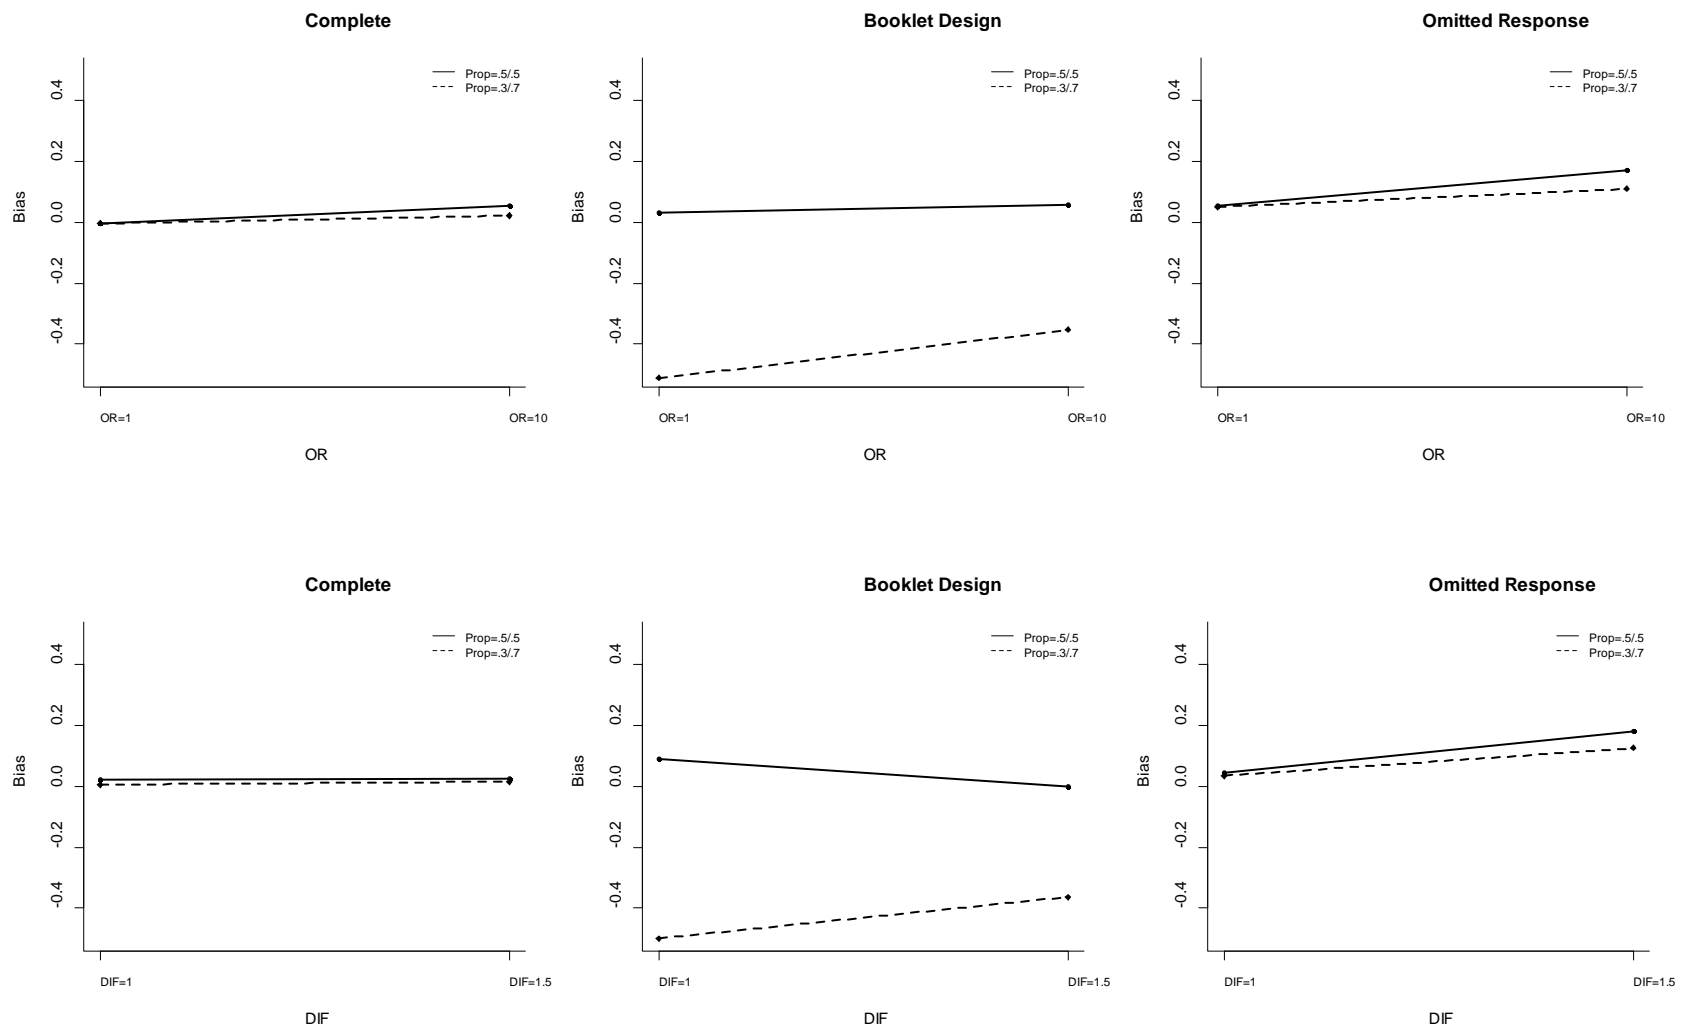 Complete
Booklet Design
Omitted Response
Prop=.5/.5
Prop=.3/.7
Prop=.5/.5
Prop=.3/.7
Prop=.5/.5
Prop=.3/.7
Bias
0.4
0.2
0.0
-0.2
-0.4
Bias
0.4
0.2
0.0
-0.2
-0.4
Bias
0.4
0.2
0.0
-0.2
-0.4
OR=1
OR=10
OR=1
OR=10
OR=1
OR=10
OR
OR
OR
Complete
Booklet Design
Omitted Response
Prop=.5/.5
Prop=.3/.7
Prop=.5/.5
Prop=.3/.7
Prop=.5/.5
Prop=.3/.7
Bias
0.4
0.2
0.0
-0.2
-0.4
Bias
0.4
0.2
0.0
-0.2
-0.4
Bias
0.4
0.2
0.0
-0.2
-0.4
DIF=1
DIF=1.5
DIF=1
DIF=1.5
DIF=1
DIF=1.5
DIF
DIF
DIF